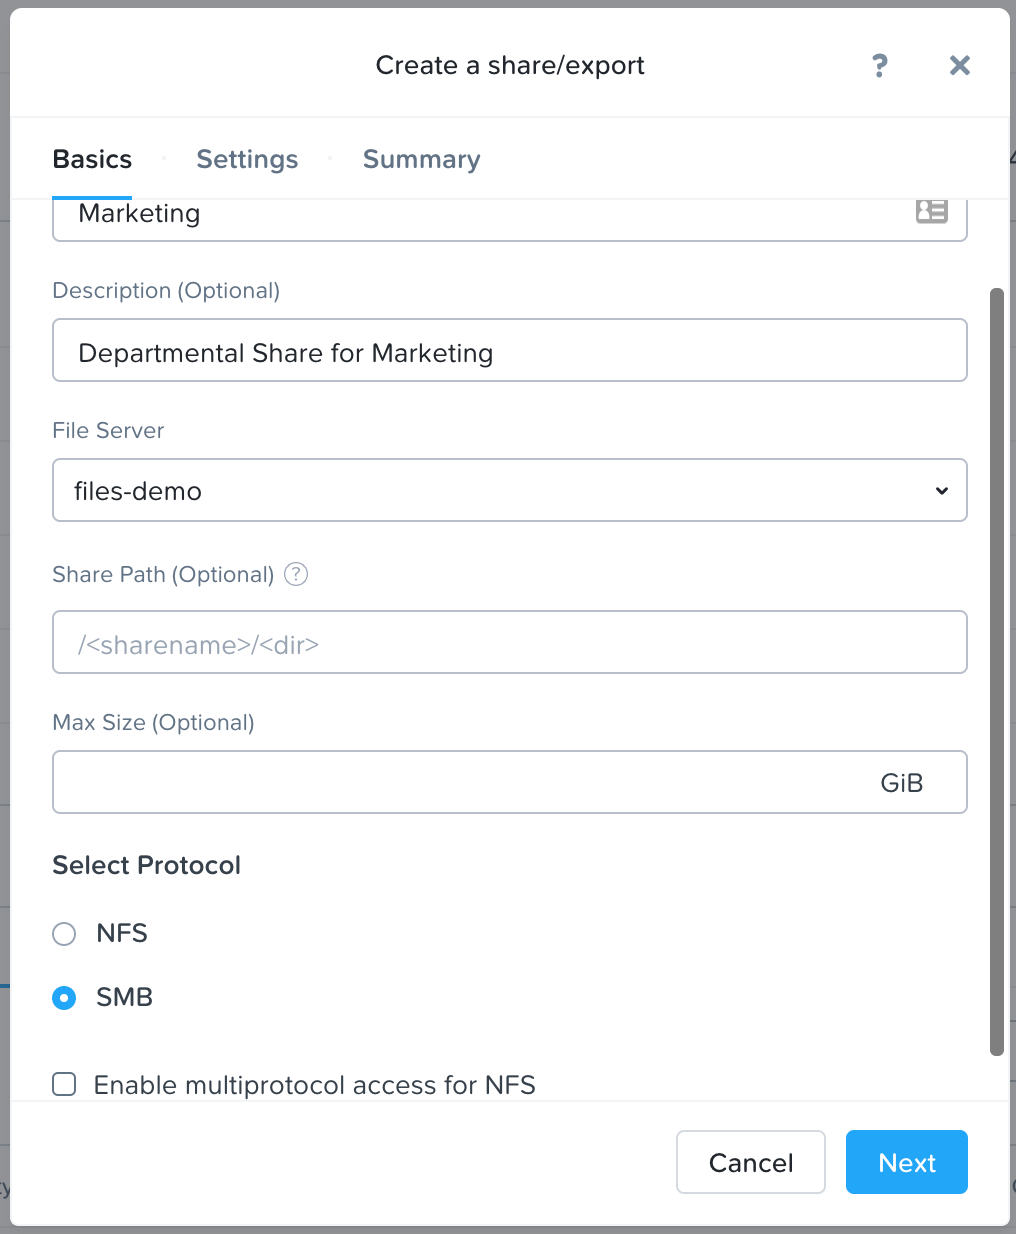 Create a share/export
?
Basics
Settings
Summary
Marketing
Description (Optional)
Departmental Share for Marketing
File Server
files-demo
Share Path (Optional) ?
/<sharename>/<dir>
Max Size (Optional)
GiB
Select Protocol
NFS
SMB
Enable multiprotocol access for NFS
Cancel
Next